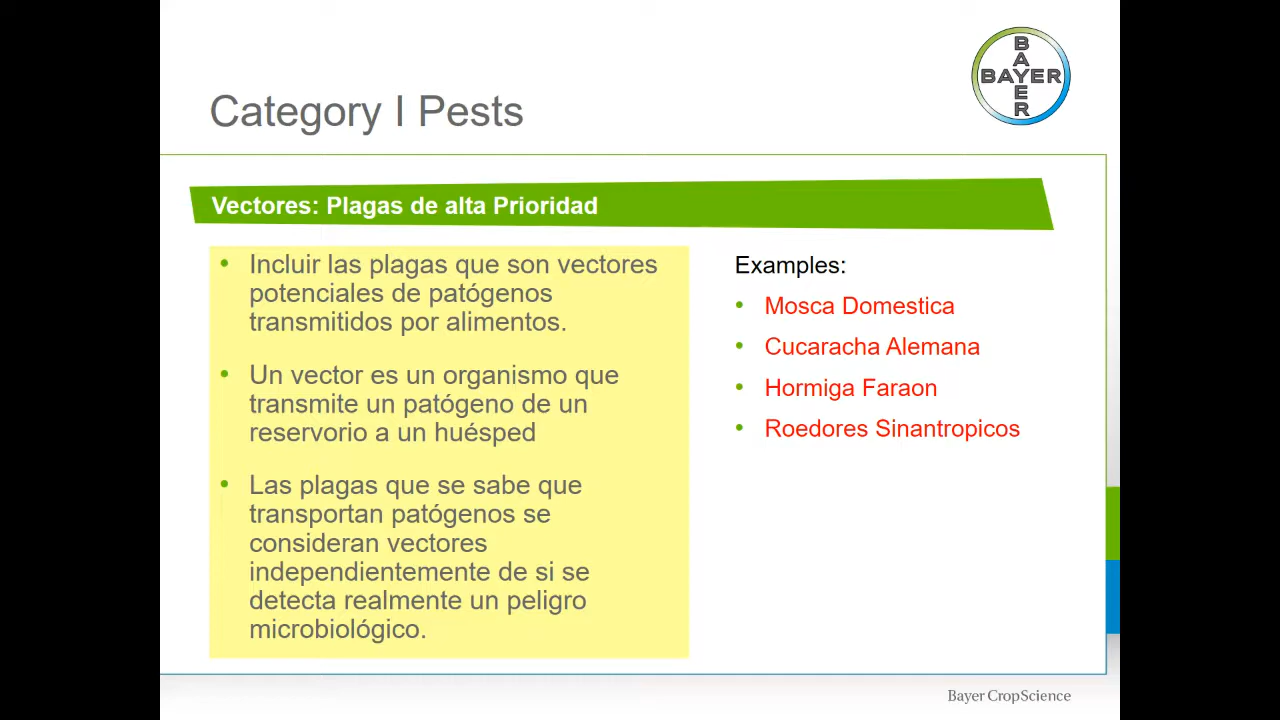 BAYER
BAYER
Category I Pests
Vectores: Plagas de alta Prioridad
• Incluir las plagas que son vectores
potenciales de patógenos
transmitidos por alimentos.
• Un vector es un organismo que
transmite un patógeno de un
reservorio a un huésped
• Las plagas que se sabe que
transportan patógenos se
consideran vectores
independientemente de si se
detecta realmente un peligro
microbiológico.
Examples:
• Mosca Domestica
• Cucaracha Alemana
• Hormiga Faraon
• Roedores Sinantropicos
Bayer CropScience